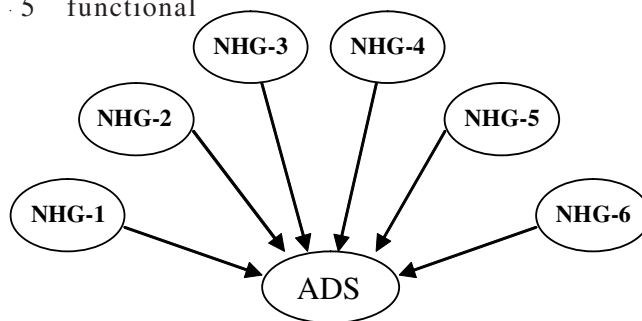 5 functional
NHG-3 NHG-4
NHG-2 NHG-5
NHG-1 NHG-6
ADS